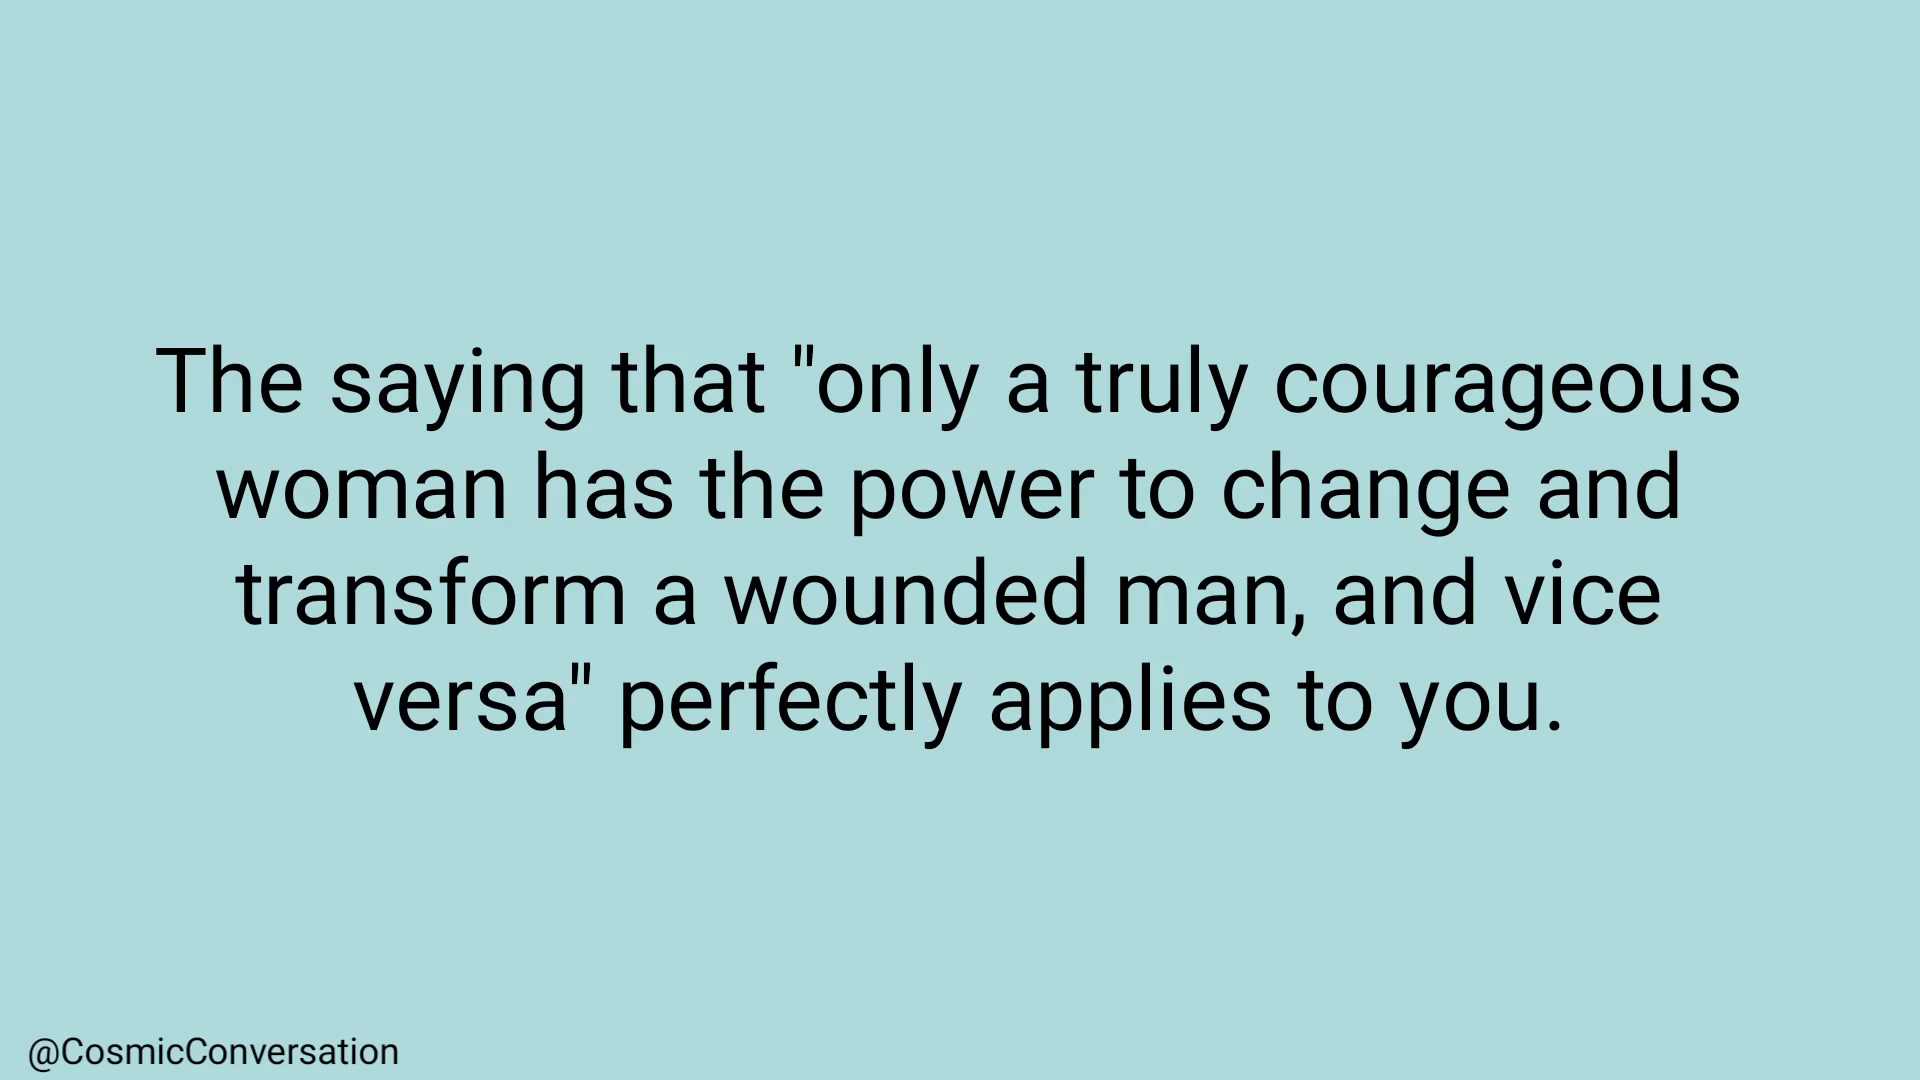 The saying that "only a truly courageous
woman has the power to change and
transform a wounded man, and vice
versa" perfectly applies to you.
@CosmicConversation